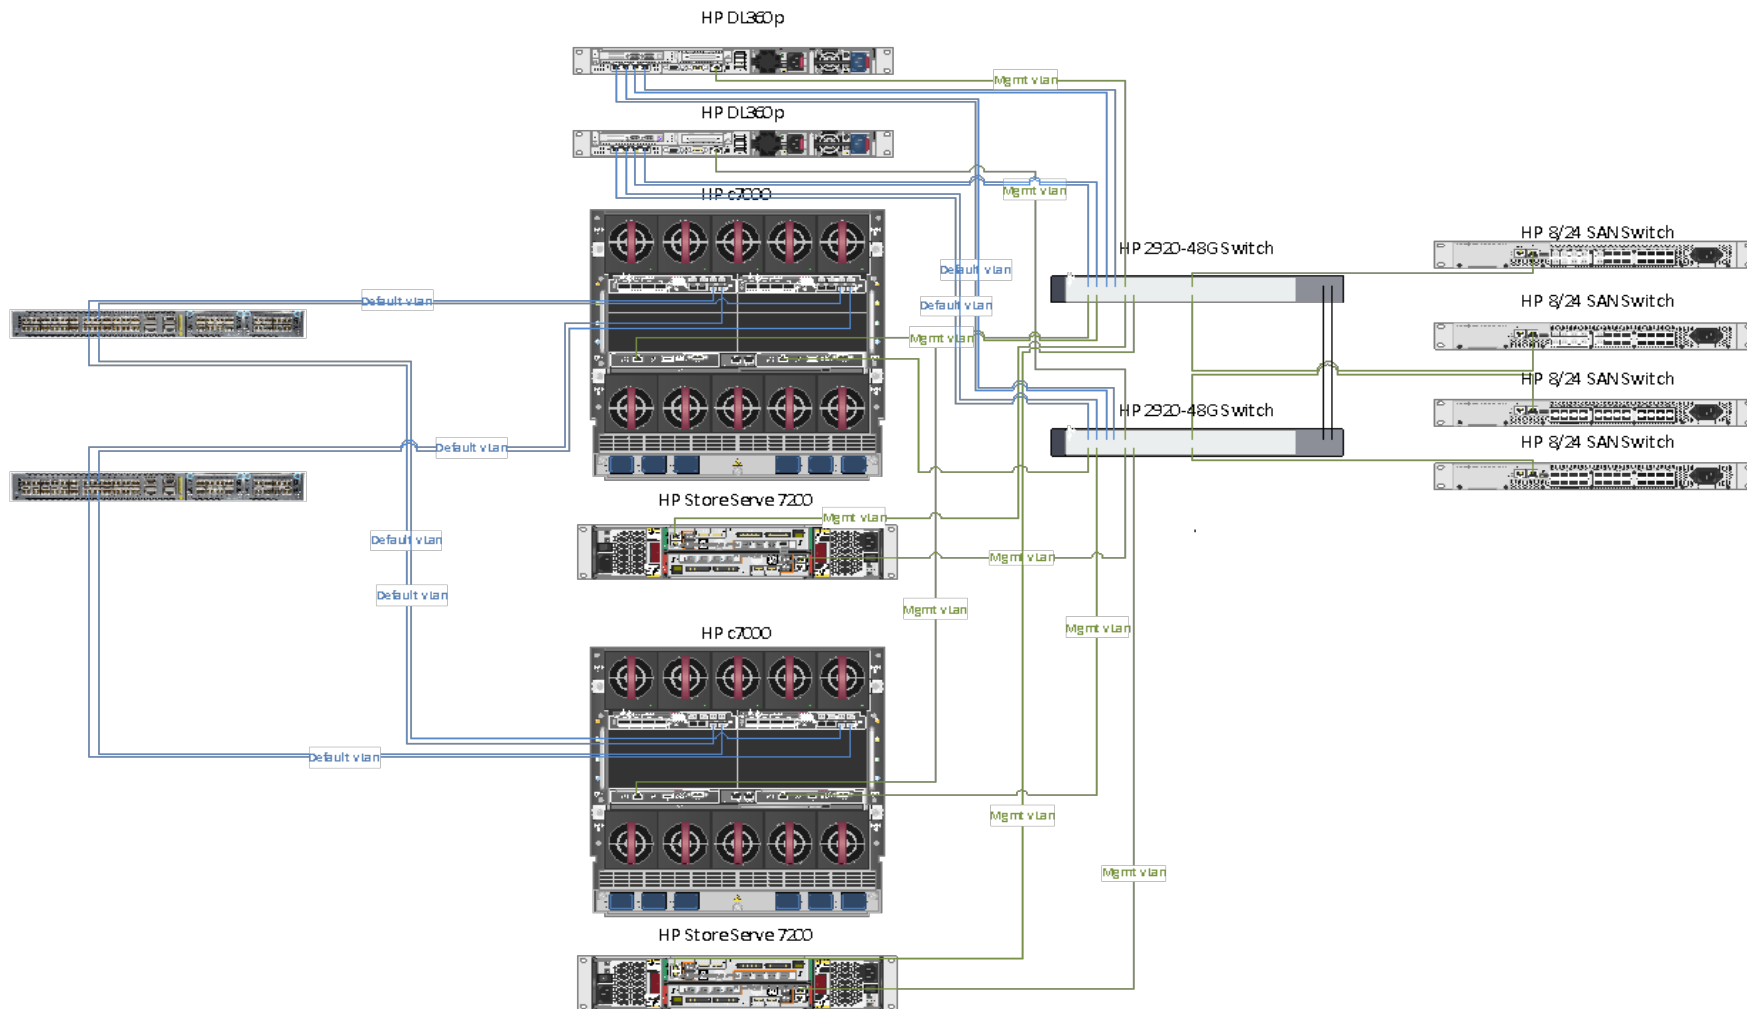 HP DL360p
Mgmt vLan
HP DL360p
Mgmt vLan
HP c7000
HP 8/24 SAN Switch
HP 2920-48G Switch
Default vLan
Default vLan
Default vLan
HP 8/24 SAN Switch
Mgmt vLan
HP 8/24 SAN Switch
HP 2920-48G Switch
HP 8/24 SAN Switch
Default vLan
HP StoreServe 7200
Mgmt vLan
Default vLan
Mgmt vLan
Default vLan
Mgmt vLan
Mgmt vLan
HP c7000
Default vLan
Mgmt vLan
Mgmt vLan
HP StoreServe 7200